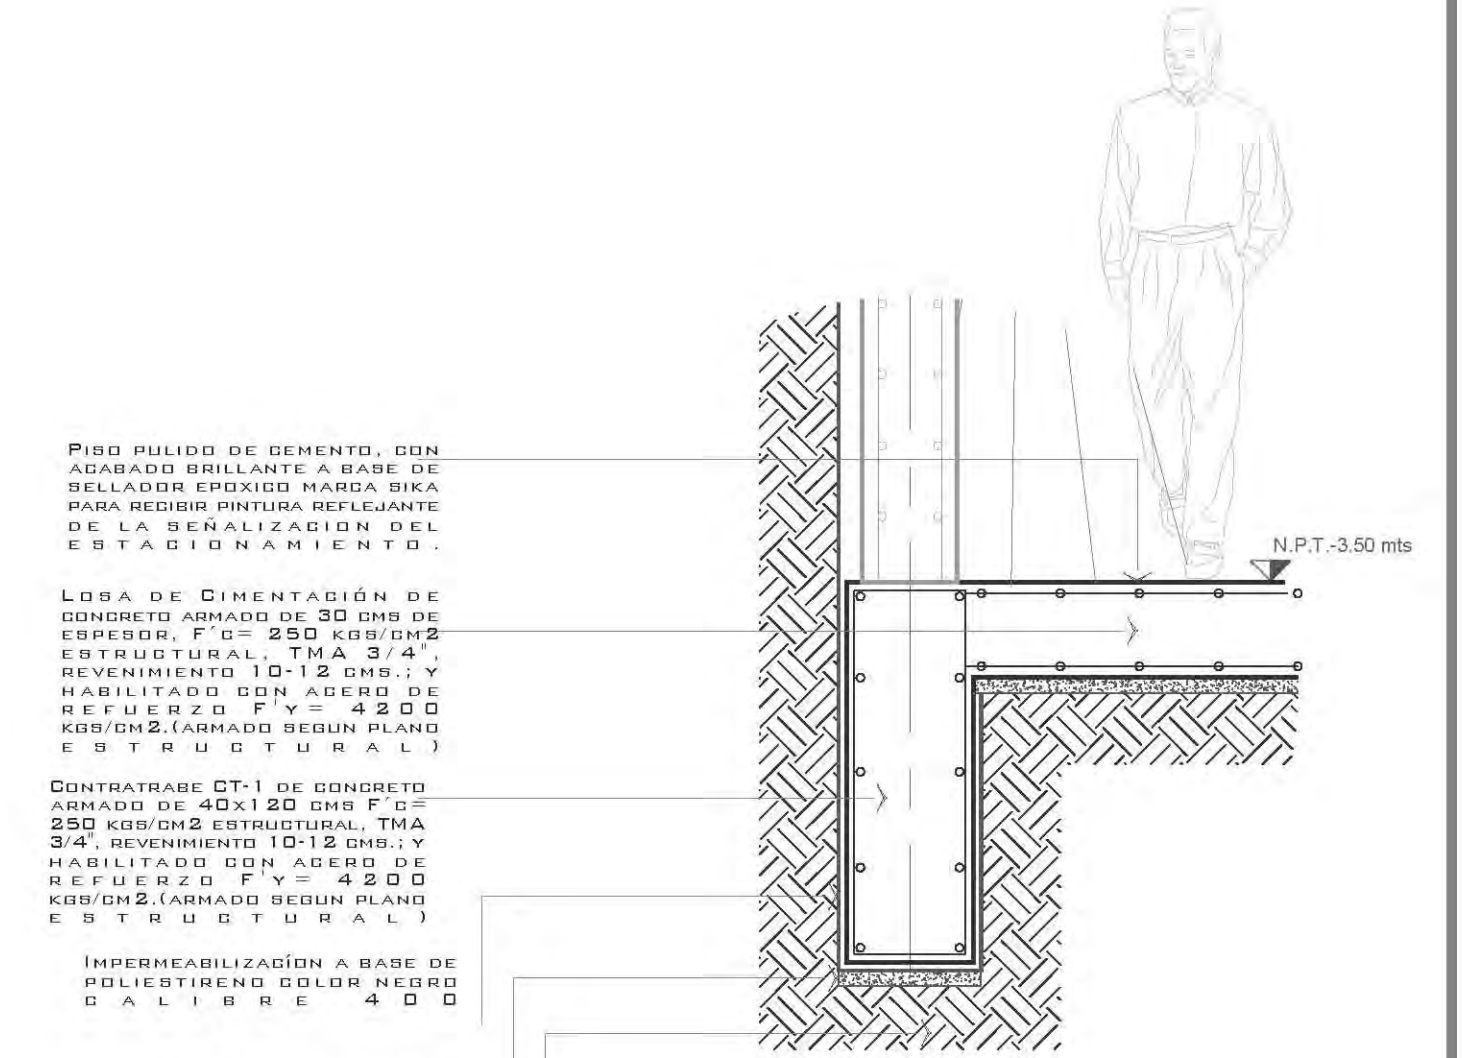 PISO PULIDO DE CEMENTO, CON
ACABADO BRILLANTE A BASE DE
SELLADOR EPOXICO MARCA SIKA
PARA RECIBIR PINTURA REFLEJANTE
DE LA SEÑALIZACION DEL
ESTACIONAMIENTO.
LOSA DE CIMENTACIÓN DE
CONCRETO ARMADO DE 30 CMS DE
ESPESOR, F´C= 250 KGS/CM2
ESTRUCTURAL, TMA 3/4",
REVENIMIENTO 10-12 CMS.; Y
HABILITADO CON ACERO DE
REFUERZO F'Y= 4200
KGS/CM2.(ARMADO SEGUN PLANO
ESTRUCTURAL)
CONTRATRABE CT-1 DE CONCRETO
ARMADO DE 40X120 CMS F´C=
250 KGS/CM2 ESTRUCTURAL, TMA
3/4", REVENIMIENTO 10-12 CMS.; Y
HABILITADO CON ACERO DE
REFUERZO F'Y= 4200
KGS/CM2.(ARMADO SEGUN PLANO
ESTRUCTURAL)
IMPERMEABILIZACÍON A BASE DE
POLIESTIRENO COLOR NEGRO
CALIBRE 400
N.P.T.-3.50 mts